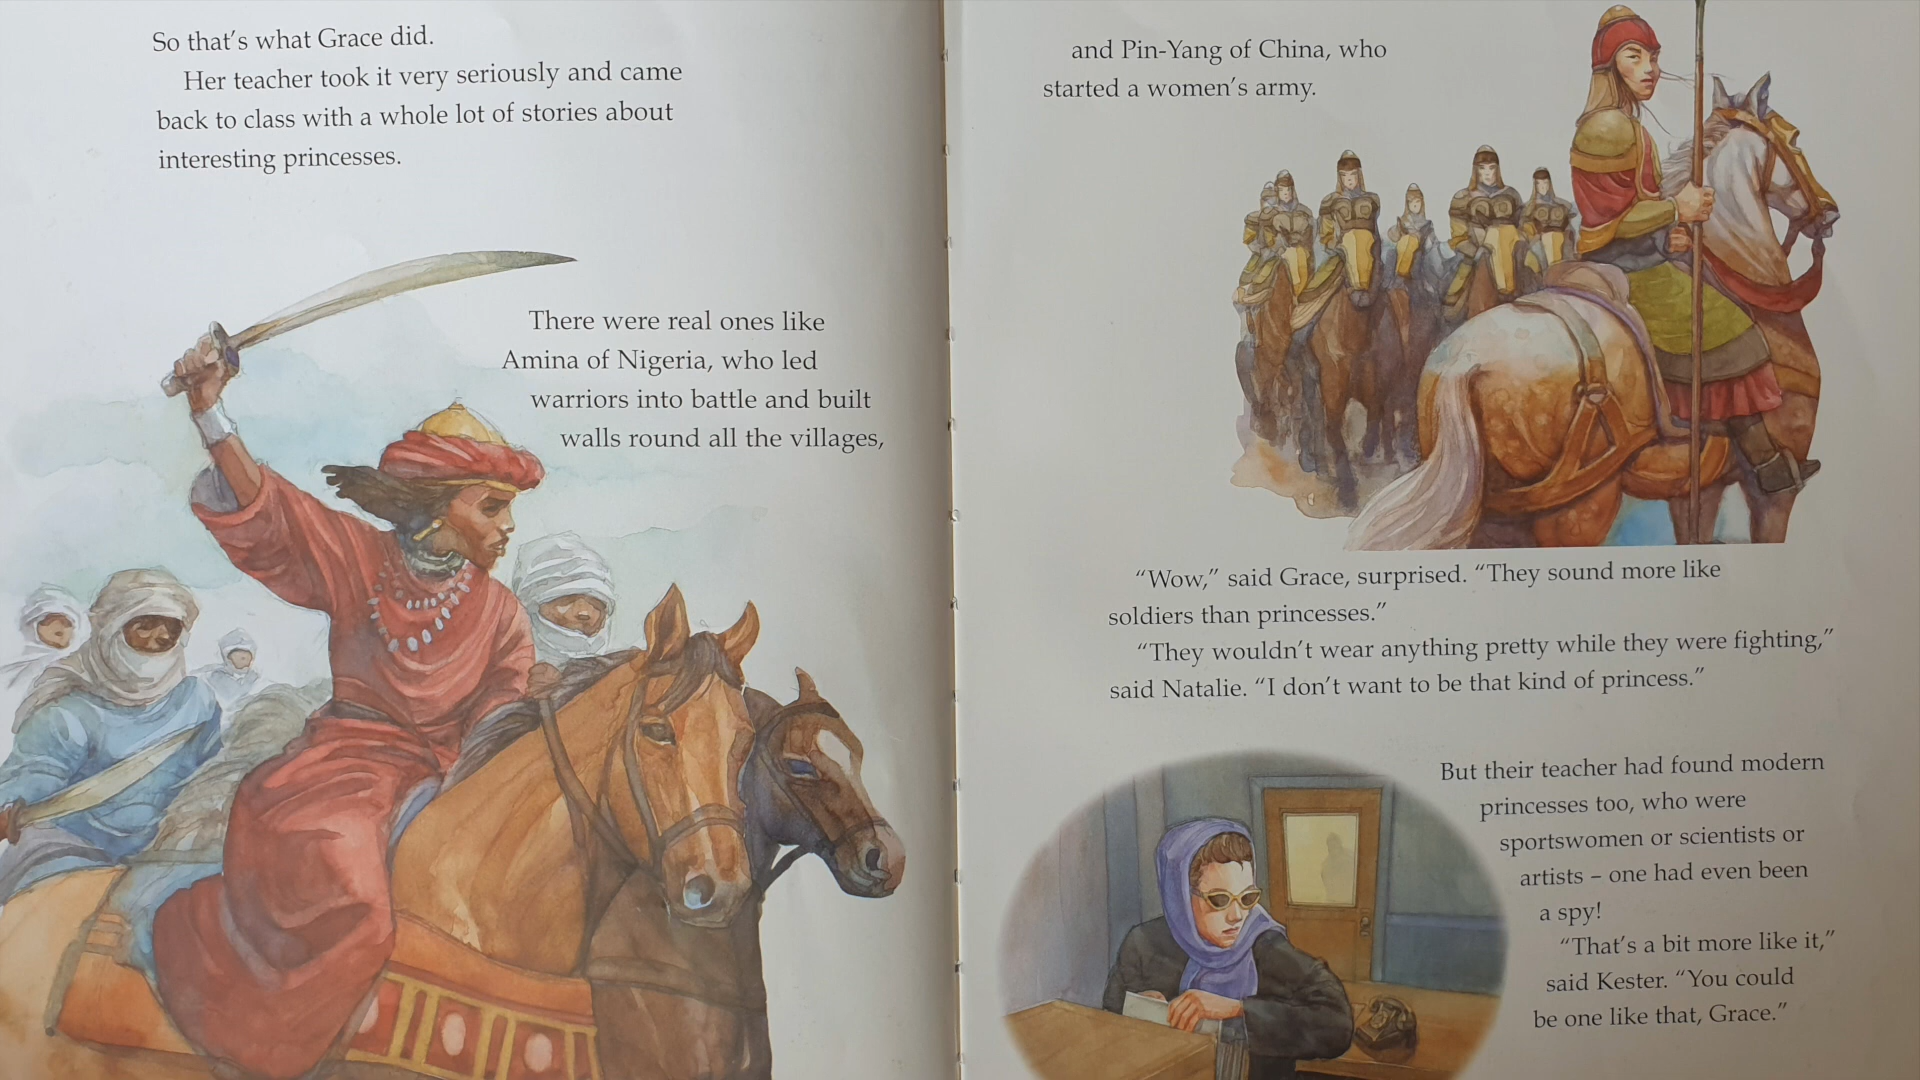 So that's what Grace did.
Her teacher took it very seriously and came
back to class with a whole lot of stories about
interesting princesses.
There were real ones like
Amina of Nigeria, who led
warriors into battle and built
walls round all the villages,
and Pin-Yang of China, who
started a women's army.
“Wow,” said Grace, surprised. “They sound more like
soldiers than princesses.”
“They wouldn't wear anything pretty while they were fighting,”
said Natalie. “I don't want to be that kind of princess.”
But their teacher had found modern
princesses too, who were
sportswomen or scientists or
artists – one had even been
a spy!
“That's a bit more like it,”
said Kester. “You could
be one like that, Grace.”